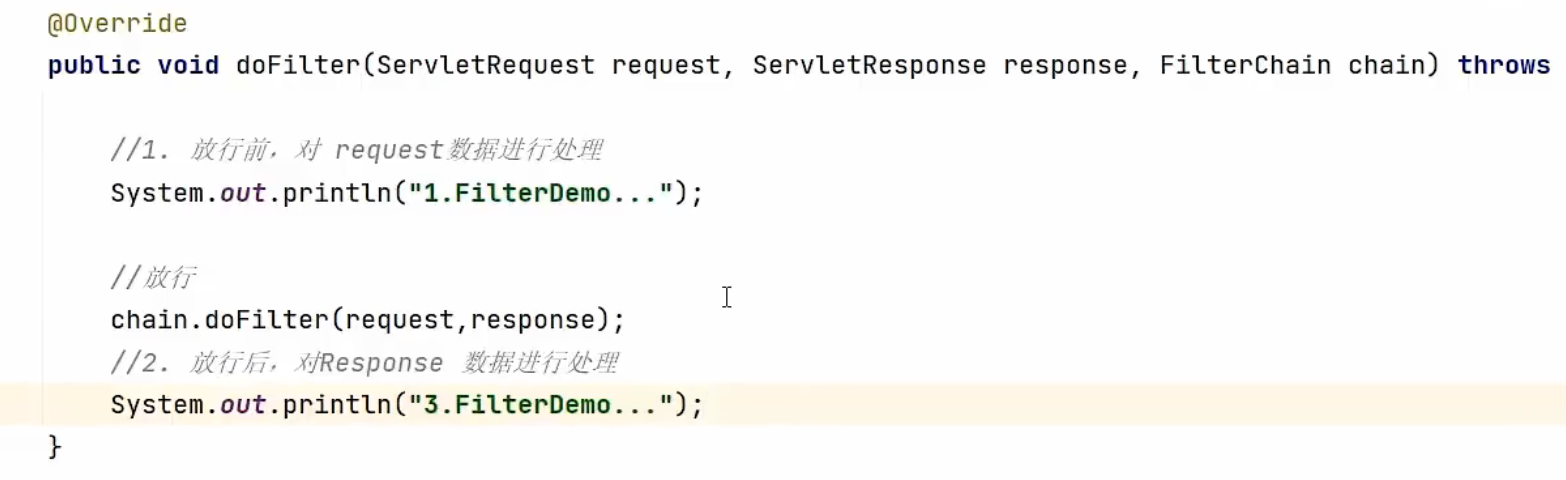 @Override
public void doFilter(ServletRequest request, ServletResponse response, FilterChain chain) throws
//1. 放行前，对 request数据进行处理
System.out.println("1.FilterDemo...");
//放行
chain.doFilter(request,response);
//2. 放行后，对Response 数据进行处理
System.out.println("3.FilterDemo...");
}